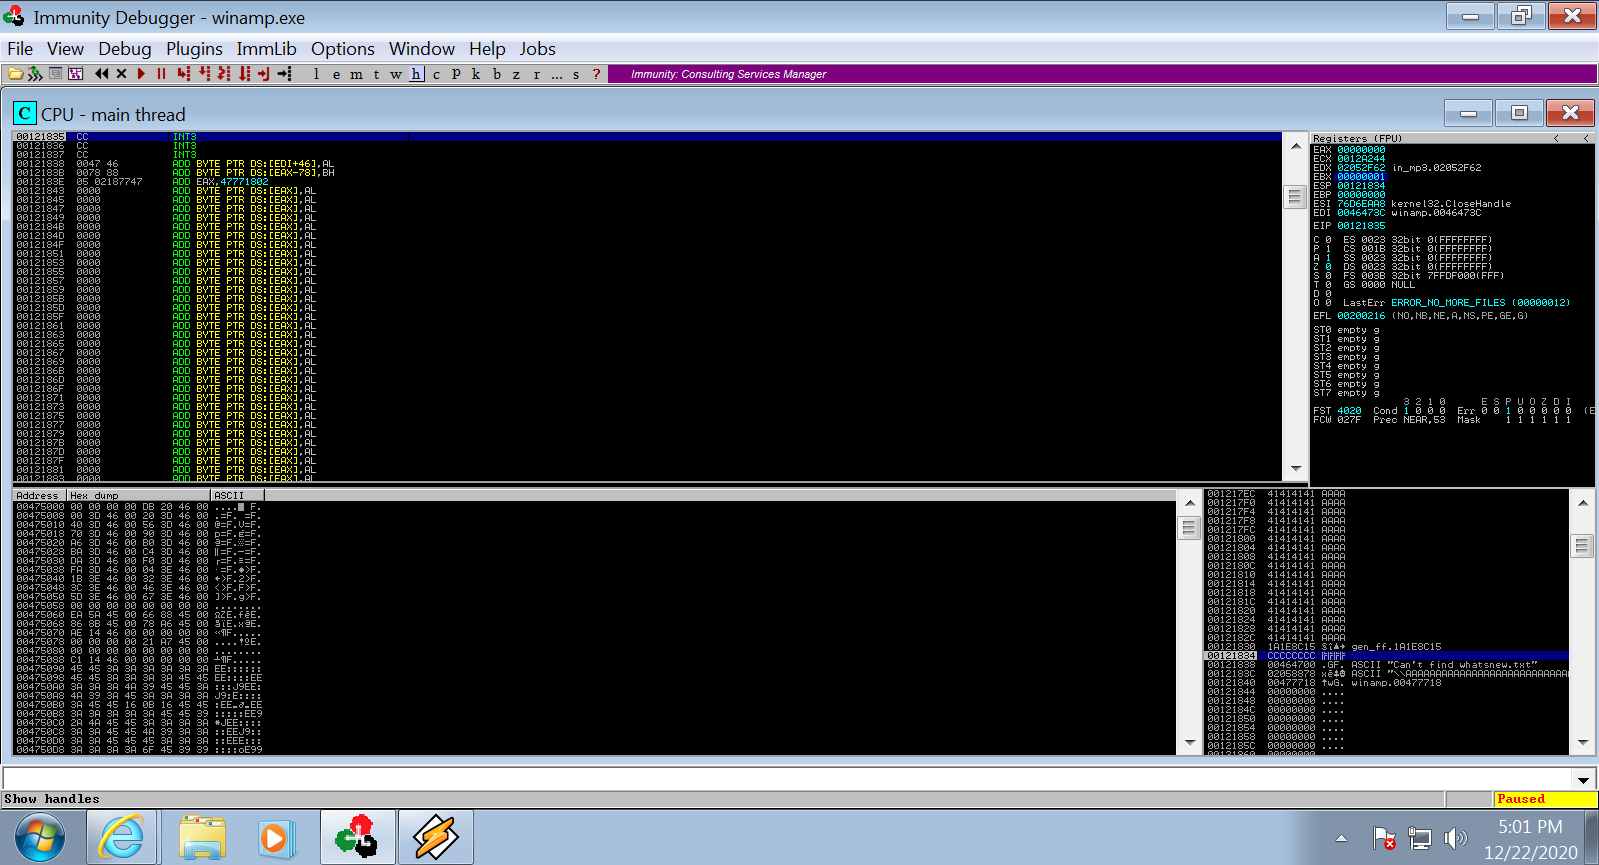 Immunity Debugger - winamp.exe
File View Debug Plugins ImmLib Options Window Help Jobs
l e m t w h c p k b z r ... s ? Immunity: Consulting Services Manager
C CPU - main thread
00121835 CC INT3
00121836 CC INT3
00121837 CC INT3
00121838 0047 46 ADD BYTE PTR DS:[EDI+46],AL
0012183B 0078 88 ADD BYTE PTR DS:[EAX-78],BH
0012183E 05 02187747 ADD EAX,47771802
00121843 0000 ADD BYTE PTR DS:[EAX],AL
00121845 0000 ADD BYTE PTR DS:[EAX],AL
00121847 0000 ADD BYTE PTR DS:[EAX],AL
00121849 0000 ADD BYTE PTR DS:[EAX],AL
0012184B 0000 ADD BYTE PTR DS:[EAX],AL
0012184D 0000 ADD BYTE PTR DS:[EAX],AL
0012184F 0000 ADD BYTE PTR DS:[EAX],AL
00121851 0000 ADD BYTE PTR DS:[EAX],AL
00121853 0000 ADD BYTE PTR DS:[EAX],AL
00121855 0000 ADD BYTE PTR DS:[EAX],AL
00121857 0000 ADD BYTE PTR DS:[EAX],AL
00121859 0000 ADD BYTE PTR DS:[EAX],AL
0012185B 0000 ADD BYTE PTR DS:[EAX],AL
0012185D 0000 ADD BYTE PTR DS:[EAX],AL
0012185F 0000 ADD BYTE PTR DS:[EAX],AL
00121861 0000 ADD BYTE PTR DS:[EAX],AL
00121863 0000 ADD BYTE PTR DS:[EAX],AL
00121865 0000 ADD BYTE PTR DS:[EAX],AL
00121867 0000 ADD BYTE PTR DS:[EAX],AL
00121869 0000 ADD BYTE PTR DS:[EAX],AL
0012186B 0000 ADD BYTE PTR DS:[EAX],AL
0012186D 0000 ADD BYTE PTR DS:[EAX],AL
0012186F 0000 ADD BYTE PTR DS:[EAX],AL
00121871 0000 ADD BYTE PTR DS:[EAX],AL
00121873 0000 ADD BYTE PTR DS:[EAX],AL
00121875 0000 ADD BYTE PTR DS:[EAX],AL
00121877 0000 ADD BYTE PTR DS:[EAX],AL
00121879 0000 ADD BYTE PTR DS:[EAX],AL
0012187B 0000 ADD BYTE PTR DS:[EAX],AL
0012187D 0000 ADD BYTE PTR DS:[EAX],AL
0012187F 0000 ADD BYTE PTR DS:[EAX],AL
00121881 0000 ADD BYTE PTR DS:[EAX],AL
00121883 0000 ADD BYTE PTR DS:[EAX],AL
Registers (FPU) < <
EAX 00000000
ECX 0012A244
EDX 02052F62 in_mp3.02052F62
EBX 00000001
ESP 00121834
EBP 00000000
ESI 76D6EAA8 kernel32.CloseHandle
EDI 0046473C winamp.0046473C
EIP 00121835
C 0 ES 0023 32bit 0(FFFFFFFF)
P 1 CS 001B 32bit 0(FFFFFFFF)
A 1 SS 0023 32bit 0(FFFFFFFF)
Z 0 DS 0023 32bit 0(FFFFFFFF)
S 0 FS 003B 32bit 7FFDF000(FFF)
T 0 GS 0000 NULL
D 0
O 0 LastErr ERROR_NO_MORE_FILES (00000012)
EFL 00200216 (NO,NB,NE,A,NS,PE,GE,G)
ST0 empty g
ST1 empty g
ST2 empty g
ST3 empty g
ST4 empty g
ST5 empty g
ST6 empty g
ST7 empty g
3 2 1 0 E S P U O Z D I
FST 4020 Cond 1 0 0 0 Err 0 0 1 0 0 0 0 0 (E
FCW 027F Prec NEAR,53 Mask 1 1 1 1 1 1
Address Hex dump ASCII
00475000 00 00 00 00 DB 20 46 00
00475008 00 3D 46 00 20 3D 46 00 .=F. =F.
00475010 40 3D 46 00 56 3D 46 00 @=F.V=F.
00475018 70 3D 46 00 90 3D 46 00 p=F.É=F.
00475020 A6 3D 46 00 B0 3D 46 00
00475028 BA 3D 46 00 C4 3D 46 00
00475030 DA 3D 46 00 F0 3D 46 00
00475038 FA 3D 46 00 04 3E 46 00
00475040 1B 3E 46 00 32 3E 46 00
00475048 3C 3E 46 00 46 3E 46 00 <>F.F>F.
00475050 5D 3E 46 00 67 3E 46 00 ]>F.g>F.
00475058 00 00 00 00 00 00 00 00 ........
00475060 EA 5A 45 00 66 88 45 00 ΩZE.fêE.
00475068 86 8B 45 00 78 A6 45 00
00475070 AE 14 46 00 00 00 00 00 «¶F.....
00475078 00 00 00 00 21 A7 45 00 ....!ºE.
00475088 C1 14 46 00 00 00 00 00 ┴¶F.....
00475090 45 45 3A 3A 3A 3A 3A 3A EE::::::
00475098 45 45 3A 3A 45 45 3A 3A EE::EE::
004750A0 3A 3A 3A 4A 39 45 45 3A :::J9EE:
004750A8 4A 39 45 3A 3A 3A 3A 3A J9E:::::
004750B0 3A 45 45 16 0B 16 45 45
004750B8 3A 3A 3A 3A 3A 45 45 39 :::::EE9
004750C0 2A 4A 45 45 3A 3A 3A 3A *JEE::::
004750C8 3A 3A 45 45 4A 39 3A 3A ::EEJ9::
004750D0 3A 3A 45 45 45 3A 3A 3A ::EEE:::
004750D8 3A 3A 3A 3A 6F 45 39 39 ::::oE99
001217EC 41414141 AAAA
001217F0 41414141 AAAA
001217F4 41414141 AAAA
001217F8 41414141 AAAA
001217FC 41414141 AAAA
00121800 41414141 AAAA
00121804 41414141 AAAA
00121808 41414141 AAAA
0012180C 41414141 AAAA
00121810 41414141 AAAA
00121814 41414141 AAAA
00121818 41414141 AAAA
0012181C 41414141 AAAA
00121820 41414141 AAAA
00121824 41414141 AAAA
00121828 41414141 AAAA
0012182C 41414141 AAAA
00121830 1A1E8C15 gen_ff.1A1E8C15
00121834 CCCCCCCC ╠╠╠╠
00121838 00464700 .GF. ASCII "Can't find whatsnew.txt"
0012183C 02058878 ASCII "\\AAAAAAAAAAAAAAAAAAAAAAAAAAA
00121840 00477718 winamp.00477718
00121844 00000000 ....
00121848 00000000 ....
0012184C 00000000 ....
00121850 00000000 ....
00121854 00000000 ....
00121858 00000000 ....
0012185C 00000000 ....
00121860 00000000 ....
Show handles
Paused
5:01 PM
12/22/2020